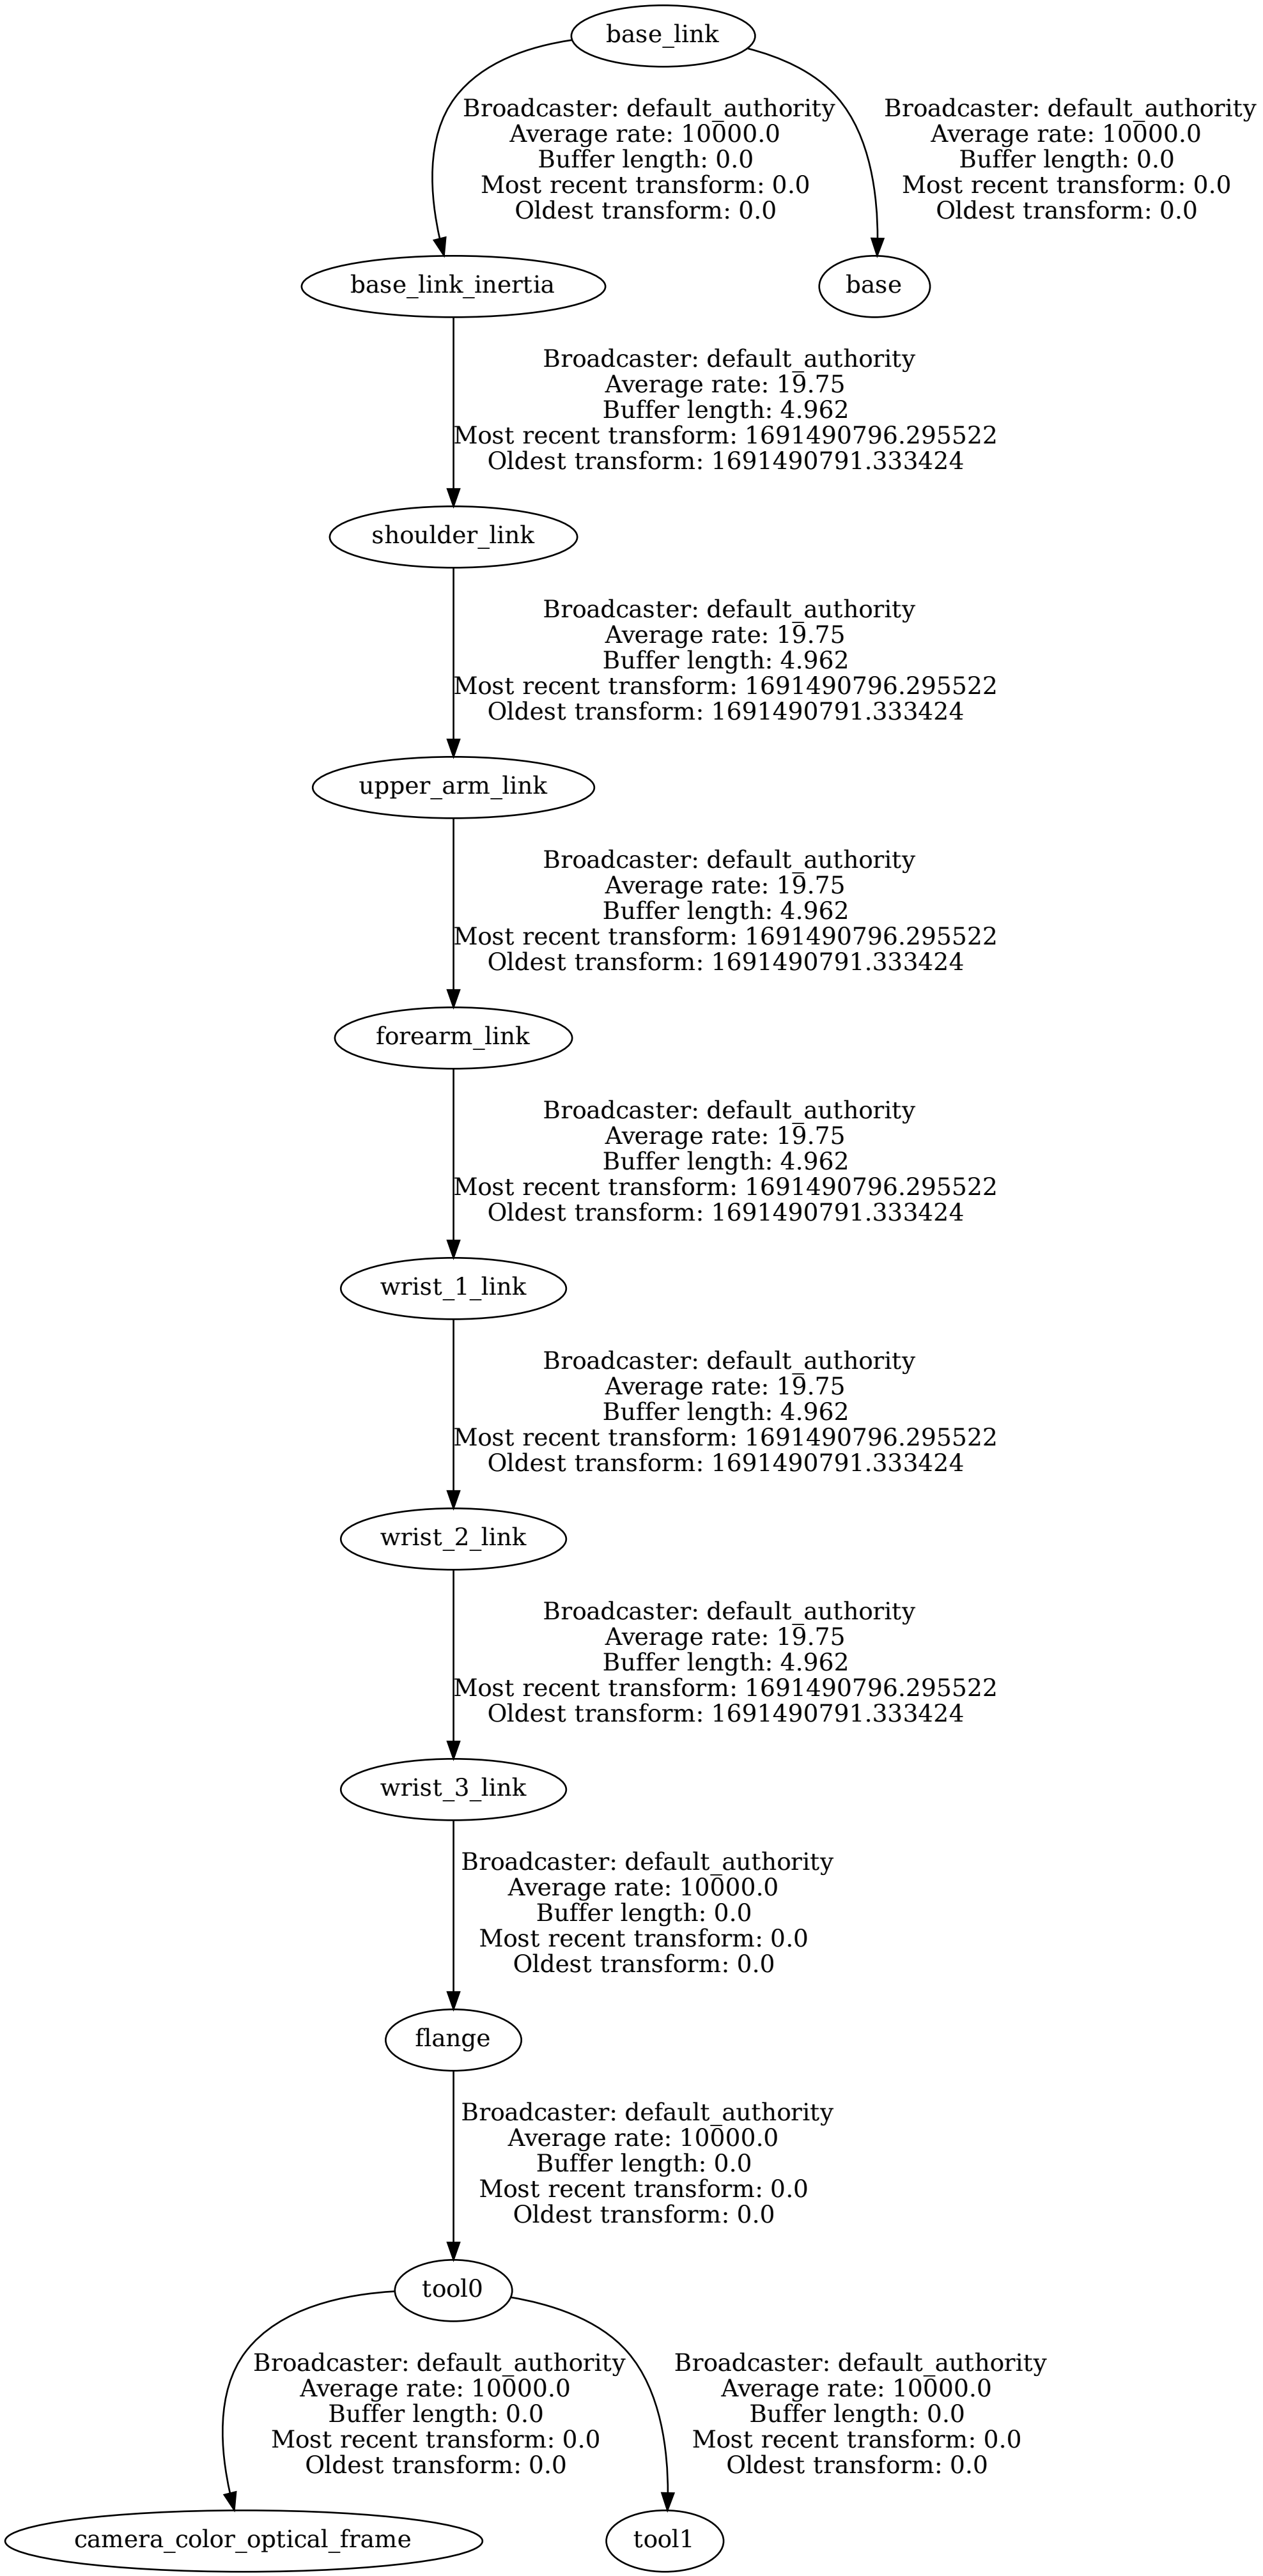 base_link
Broadcaster: default_authority
Average rate: 10000.0
Buffer length: 0.0
Most recent transform: 0.0
Oldest transform: 0.0
Broadcaster: default_authority
Average rate: 10000.0
Buffer length: 0.0
Most recent transform: 0.0
Oldest transform: 0.0
base_link_inertia
base
Broadcaster: default_authority
Average rate: 19.75
Buffer length: 4.962
Most recent transform: 1691490796.295522
Oldest transform: 1691490791.333424
shoulder_link
Broadcaster: default_authority
Average rate: 19.75
Buffer length: 4.962
Most recent transform: 1691490796.295522
Oldest transform: 1691490791.333424
upper_arm_link
Broadcaster: default_authority
Average rate: 19.75
Buffer length: 4.962
Most recent transform: 1691490796.295522
Oldest transform: 1691490791.333424
forearm_link
Broadcaster: default_authority
Average rate: 19.75
Buffer length: 4.962
Most recent transform: 1691490796.295522
Oldest transform: 1691490791.333424
wrist_1_link
Broadcaster: default_authority
Average rate: 19.75
Buffer length: 4.962
Most recent transform: 1691490796.295522
Oldest transform: 1691490791.333424
wrist_2_link
Broadcaster: default_authority
Average rate: 19.75
Buffer length: 4.962
Most recent transform: 1691490796.295522
Oldest transform: 1691490791.333424
wrist_3_link
Broadcaster: default_authority
Average rate: 10000.0
Buffer length: 0.0
Most recent transform: 0.0
Oldest transform: 0.0
flange
Broadcaster: default_authority
Average rate: 10000.0
Buffer length: 0.0
Most recent transform: 0.0
Oldest transform: 0.0
tool0
Broadcaster: default_authority
Average rate: 10000.0
Buffer length: 0.0
Most recent transform: 0.0
Oldest transform: 0.0
Broadcaster: default_authority
Average rate: 10000.0
Buffer length: 0.0
Most recent transform: 0.0
Oldest transform: 0.0
camera_color_optical_frame
tool1